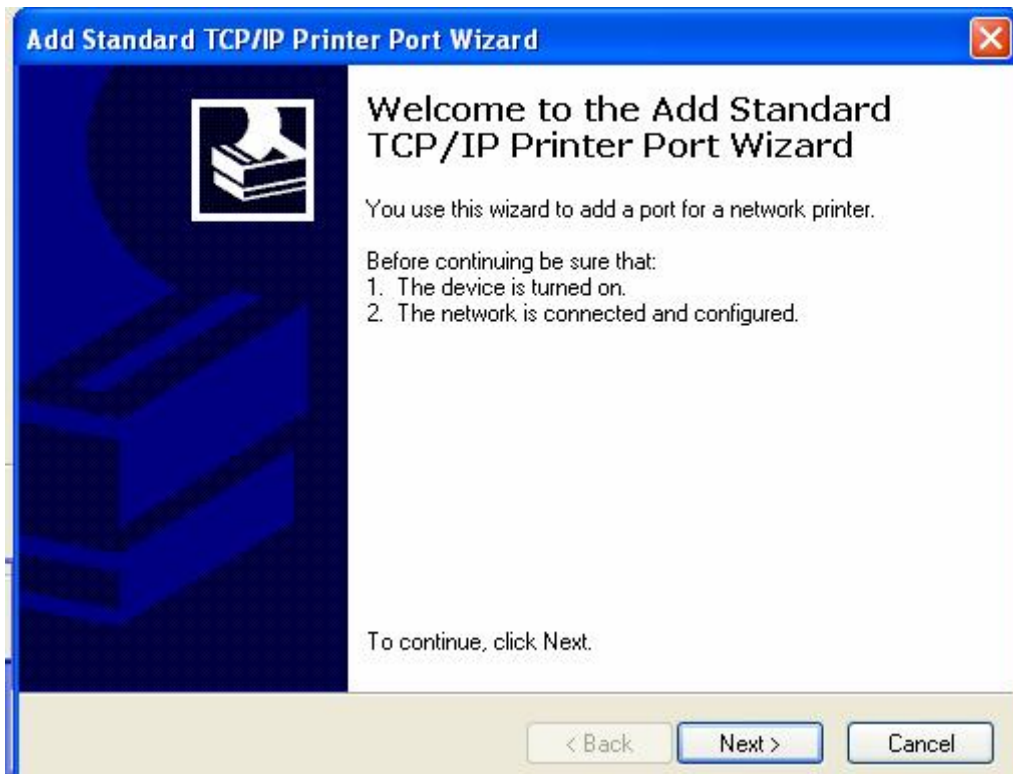 Add Standard TCP/IP Printer Port Wizard
Welcome to the Add Standard
TCP/IP Printer Port Wizard
You use this wizard to add a port for a network printer.
Before continuing be sure that:
1. The device is turned on.
2. The network is connected and configured.
To continue, click Next.
< Back Next > Cancel